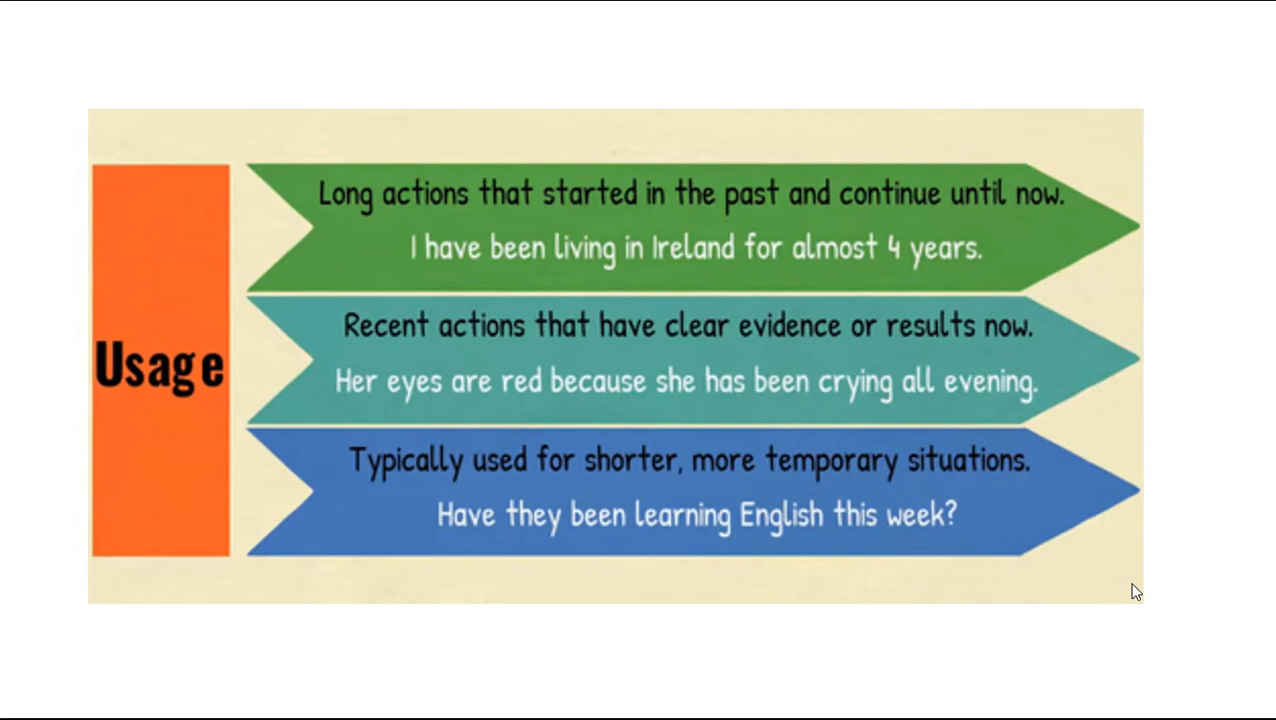 Usage
Long actions that started in the past and continue until now.
I have been living in Ireland for almost 4 years.
Recent actions that have clear evidence or results now.
Her eyes are red because she has been crying all evening.
Typically used for shorter, more temporary situations.
Have they been learning English this week?